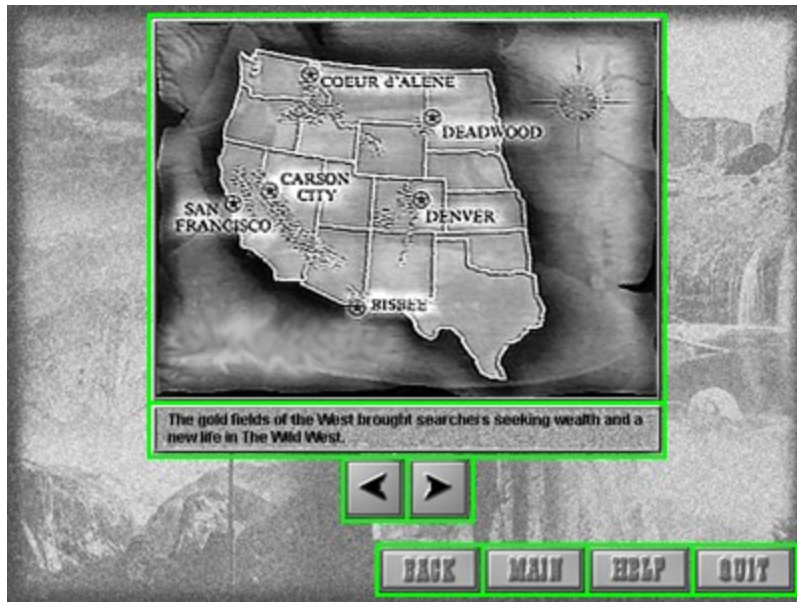 COEUR d'ALENE
DEADWOOD
CARSON
CITY
SAN
FRANCISCO
DENVER
BISBEE
The gold fields of the West brought searchers seeking wealth and a
new life in The Wild West.
BACK MAIN HELP QUIT